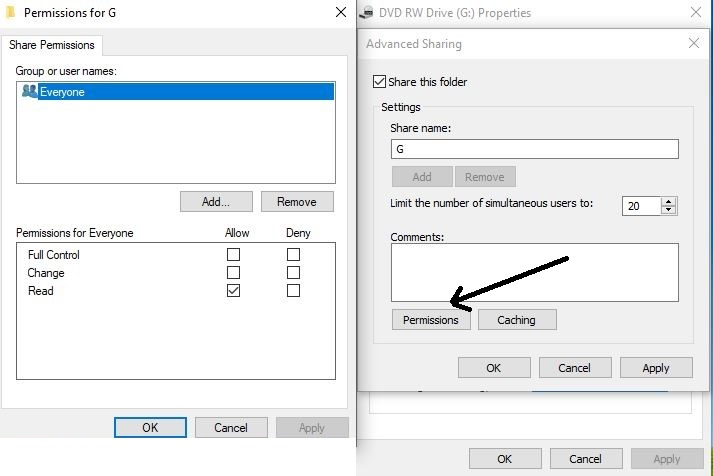 Permissions for G
Share Permissions
Group or user names:
Everyone
Add...
Remove
Permissions for Everyone
Allow
Deny
Full Control
Change
Read
OK
Cancel
Apply
DVD RW Drive (G:) Properties
Advanced Sharing
Share this folder
Settings
Share name:
G
Add
Remove
Limit the number of simultaneous users to:
20
Comments:
Permissions
Caching
OK
Cancel
Apply
OK
Cancel
Apply